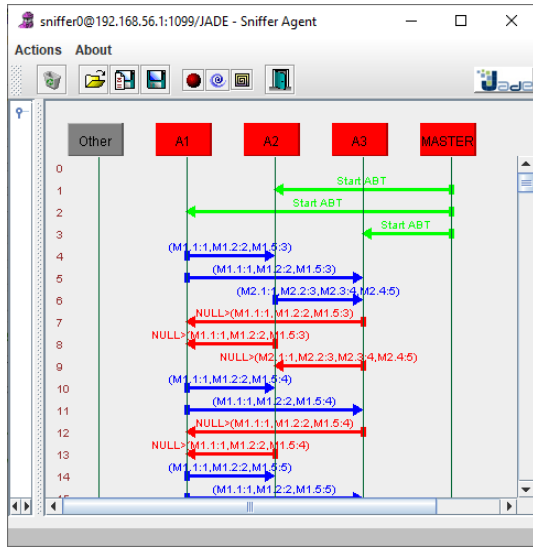 sniffer0@192.168.56.1:1099/JADE - Sniffer Agent
Actions About
Jade
Other A1 A2 A3 MASTER
0
1 Start ABT
2 Start ABT
3 Start ABT
4 (M1.1:1,M1.2:2,M1.5:3)
5 (M1.1:1,M1.2:2,M1.5:3)
6 (M2.1:1,M2.2:3,M2.3:4,M2.4:5)
7 NULL>(M1.1:1,M1.2:2,M1.5:3)
8 NULL>(M1.1:1,M1.2:2,M1.5:3)
9 NULL>(M2.1:1,M2.2:3,M2.3:4,M2.4:5)
10 (M1.1:1,M1.2:2,M1.5:4)
11 (M1.1:1,M1.2:2,M1.5:4)
12 NULL>(M1.1:1,M1.2:2,M1.5:4)
13 NULL>(M1.1:1,M1.2:2,M1.5:4)
14 (M1.1:1,M1.2:2,M1.5:5)
15 (M1.1:1,M1.2:2,M1.5:5)